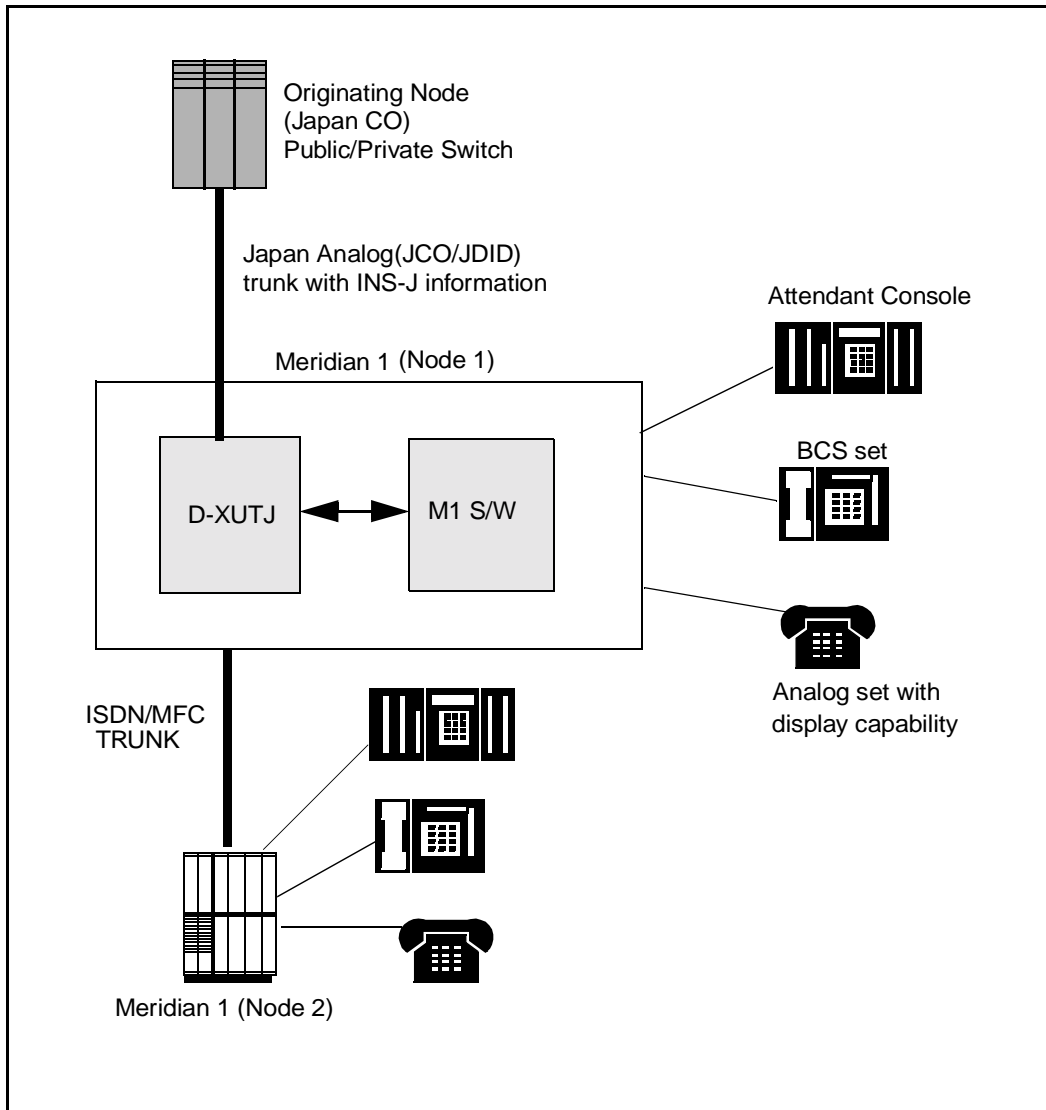 Originating Node
(Japan CO)
Public/Private Switch
Japan Analog(JCO/JDID)
trunk with INS-J information
Attendant Console
Meridian 1 (Node 1)
BCS set
D-XUTJ
M1 S/W
Analog set with
display capability
ISDN/MFC
TRUNK
Meridian 1 (Node 2)